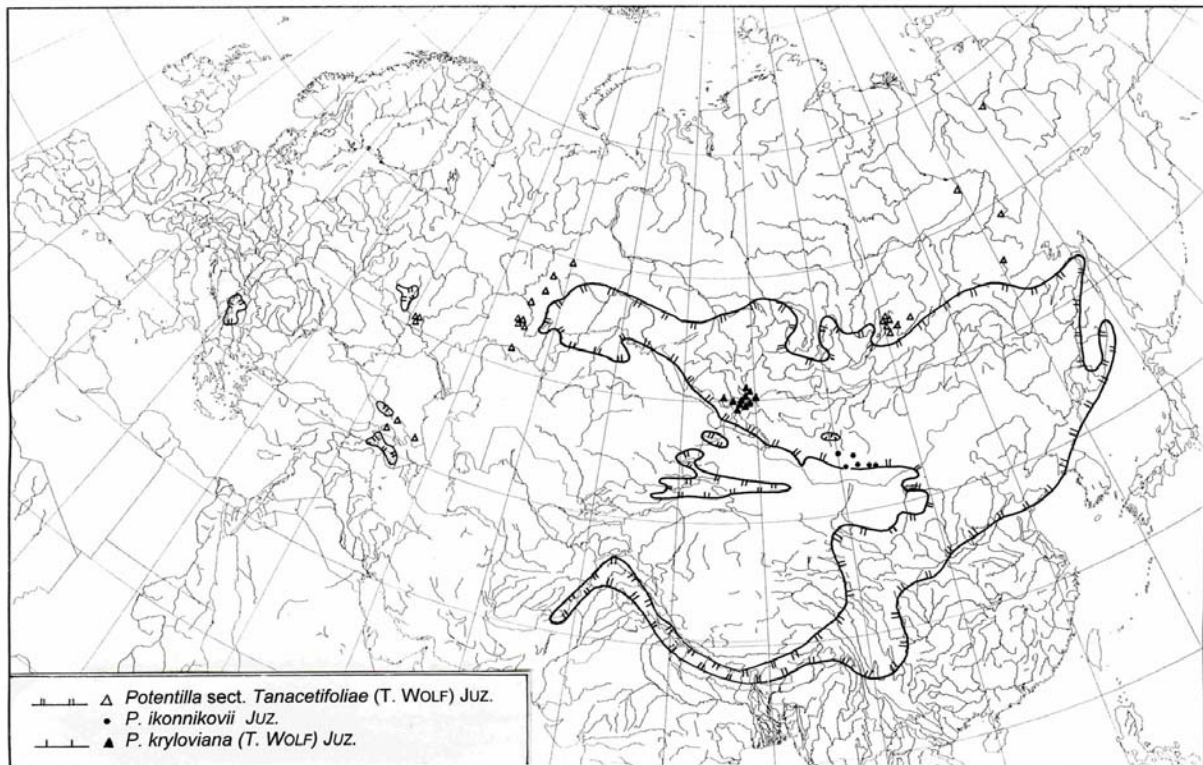 Potentilla sect. Tanacetifoliae (T. WOLF) JUZ.
P. ikonnikovii JUZ.
P. kryloviana (T. WOLF) JUZ.